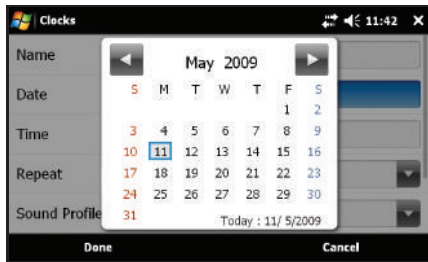 Clocks 11:42 X
Name
May 2009
Date
S M T W T F S
1 2
Time
3 4 5 6 7 8 9
10 11 12 13 14 15 16
Repeat
17 18 19 20 21 22 23
24 25 26 27 28 29 30
Sound Profile
31
Today : 11/ 5/2009
Done Cancel